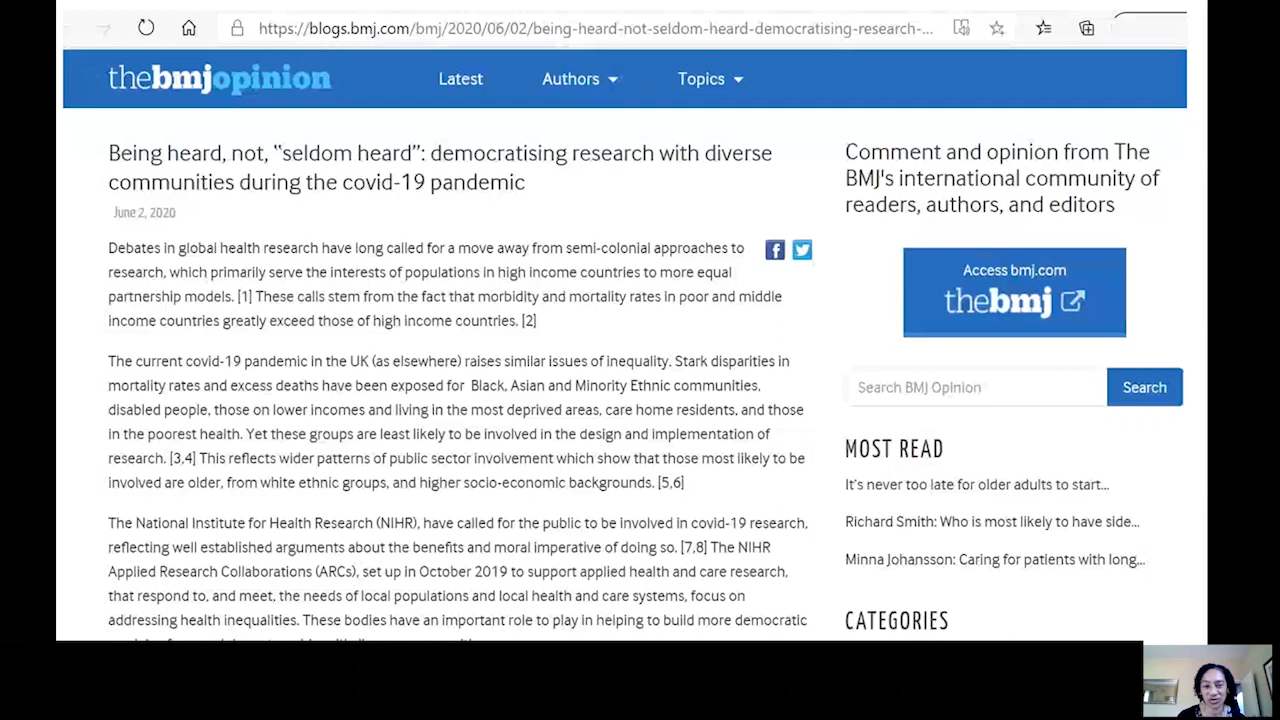 https://blogs.bmj.com/bmj/2020/06/02/being-heard-not-seldom-heard-democratising-research-...
thebmjopinion
Latest
Authors
Topics
Being heard, not, “seldom heard”: democratising research with diverse
communities during the covid-19 pandemic
June 2, 2020
Debates in global health research have long called for a move away from semi-colonial approaches to
research, which primarily serve the interests of populations in high income countries to more equal
partnership models. [1] These calls stem from the fact that morbidity and mortality rates in poor and middle
income countries greatly exceed those of high income countries. [2]
The current covid-19 pandemic in the UK (as elsewhere) raises similar issues of inequality. Stark disparities in
mortality rates and excess deaths have been exposed for Black, Asian and Minority Ethnic communities,
disabled people, those on lower incomes and living in the most deprived areas, care home residents, and those
in the poorest health. Yet these groups are least likely to be involved in the design and implementation of
research. [3,4] This reflects wider patterns of public sector involvement which show that those most likely to be
involved are older, from white ethnic groups, and higher socio-economic backgrounds. [5,6]
The National Institute for Health Research (NIHR), have called for the public to be involved in covid-19 research,
reflecting well established arguments about the benefits and moral imperative of doing so. [7,8] The NIHR
Applied Research Collaborations (ARCs), set up in October 2019 to support applied health and care research,
that respond to, and meet, the needs of local populations and local health and care systems, focus on
addressing health inequalities. These bodies have an important role to play in helping to build more democratic
Comment and opinion from The
BMJ's international community of
readers, authors, and editors
Access bmj.com
thebmj
Search BMJ Opinion
Search
MOST READ
It’s never too late for older adults to start...
Richard Smith: Who is most likely to have side...
Minna Johansson: Caring for patients with long...
CATEGORIES